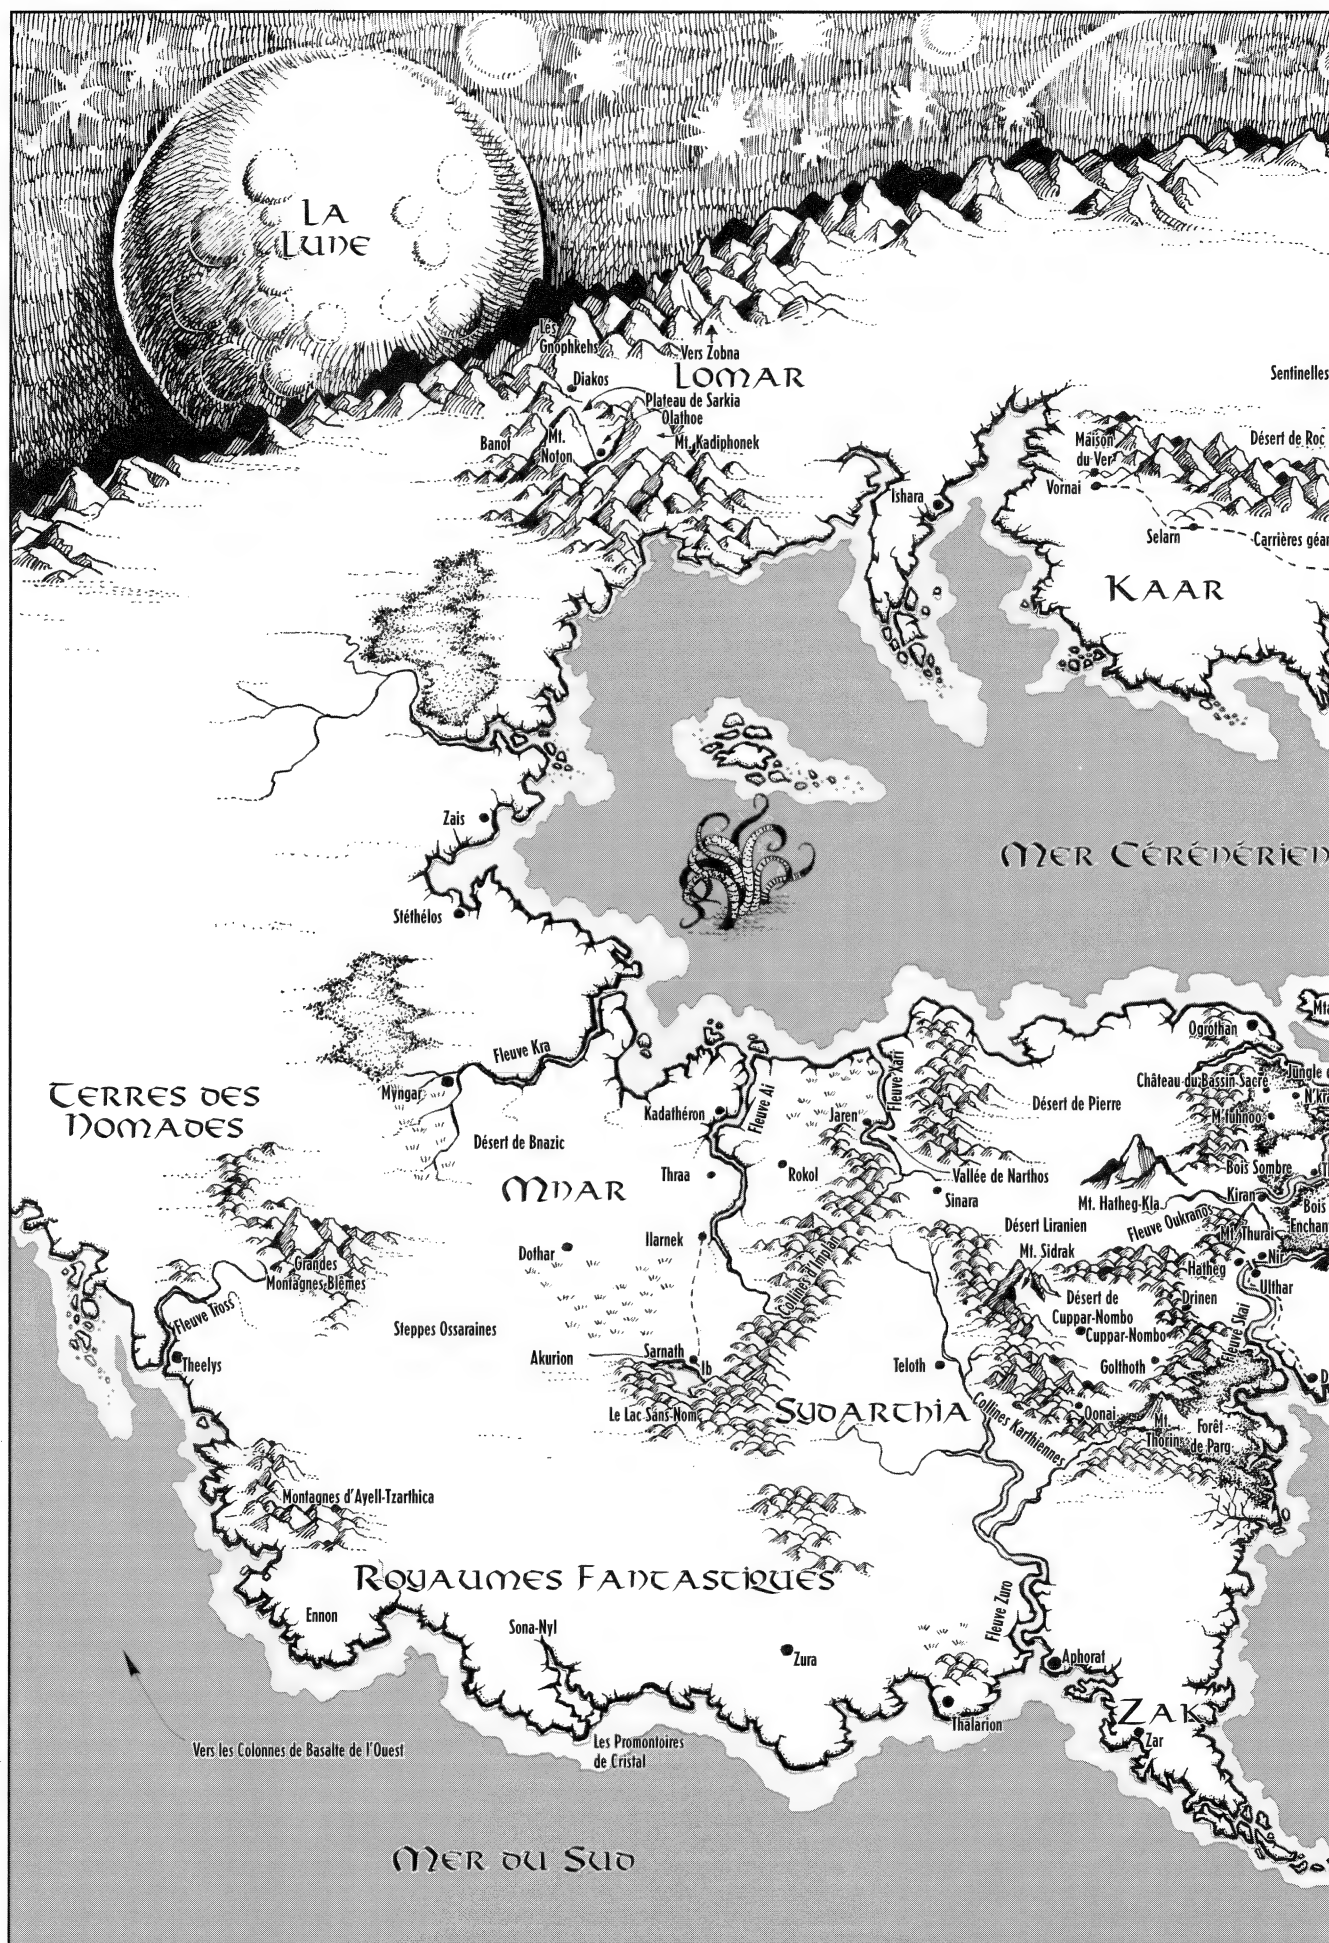 La
Lune
Les
Gnophkehs
Vers Zobna
Lomar
Diakos
Plateau de Sarkia
Olathoe
Banof
Mt.
Noton
Mt. Kadiphonek
Sentinelles
Maison
du Ver
Désert de Roc
Vornai
Ishara
Selarn
Carrières géan
Kaar
Zais
Mer Cérénérien
Stéthélos
Ogrothan
Fleuve Kra
Fleuve Xari
Myngar
Terres des
Nomades
Château du Bassin Sacré
Jungle d
N'Kra
Kadathéron
Fleuve Ai
Jaren
Désert de Pierre
M'fuhnoo
Désert de Bnazic
Thraa
Rokol
Vallée de Narthos
Bois Sombre
Mnar
Sinara
Mt. Hatheg-Kla
Kiran
Bois
Enchan
Fleuve Oukranos
Désert Liranien
Mt. Thurai
Ilarnek
Dothar
Mt. Sidrak
Nir
Hatheg
Ulthar
Grandes
Montagnes Blêmes
Collines d'Implan
Désert de
Cuppar-Nombo
Drinen
Fleuve Tross
Steppes Ossaraines
Cuppar-Nombo
Fleuve Skai
Theelys
Akurion
Sarnath
Ib
Teloth
Golthoth
Le Lac Sans Nom
Sydarthia
Collines Karthiennes
Oonai
Mt.
Thorin
Forêt
de Parg
Montagnes d'Ayell-Tzarthica
Royaumes Fantastiques
Ennon
Sona-Nyl
Fleuve Zuro
Zura
Aphorat
Thalarion
Zak
Zar
Vers les Colonnes de Basalte de l'Ouest
Les Promontoires
de Cristal
Mer du Sud